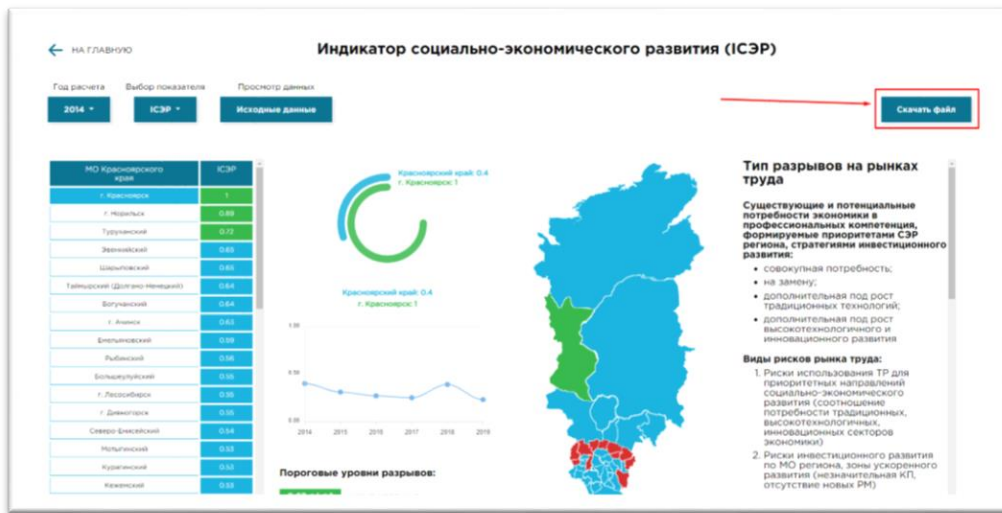 НА ГЛАВНУЮ
Индикатор социально-экономического развития (IСЭР)
Год расчета
Выбор показателя
Просмотр данных
2014
IСЭР
Исходные данные
Скачать файл
МО Красноярского
края
IСЭР
г. Красноярск 1
г. Норильск 0.89
Туруханский 0.72
Эвенкийский 0.65
Шарыповский 0.65
Таймырский (Долгано-Ненецкий) 0.64
Богучанский 0.64
г. Ачинск 0.63
Емельяновский 0.59
Рыбинский 0.56
Большеулуйский 0.55
г. Лесосибирск 0.55
г. Дивногорск 0.55
Северо-Енисейский 0.54
Мотыгинский 0.53
Курагинский 0.53
Кежемский 0.53
Красноярский край: 0.4
г. Красноярск: 1
Красноярский край: 0.4
г. Красноярск: 1
1.00
0.50
0.00
2014 2015 2016 2017 2018 2019
Пороговые уровни разрывов:
Тип разрывов на рынках
труда
Существующие и потенциальные
потребности экономики в
профессиональных компетенция,
формируемые приоритетами СЭР
региона, стратегиями инвестиционного
развития:
• совокупная потребность;
• на замену;
• дополнительная под рост
традиционных технологий;
• дополнительная под рост
высокотехнологичного и
инновационного развития
Виды рисков рынка труда:
1. Риски использования ТР для
приоритетных направлений
социально-экономического
развития (соотношение
потребности традиционных,
высокотехнологичных,
инновационных секторов
экономики)
2. Риски инвестиционного развития
по МО региона, зоны ускоренного
развития (незначительная КП,
отсутствие новых РМ)